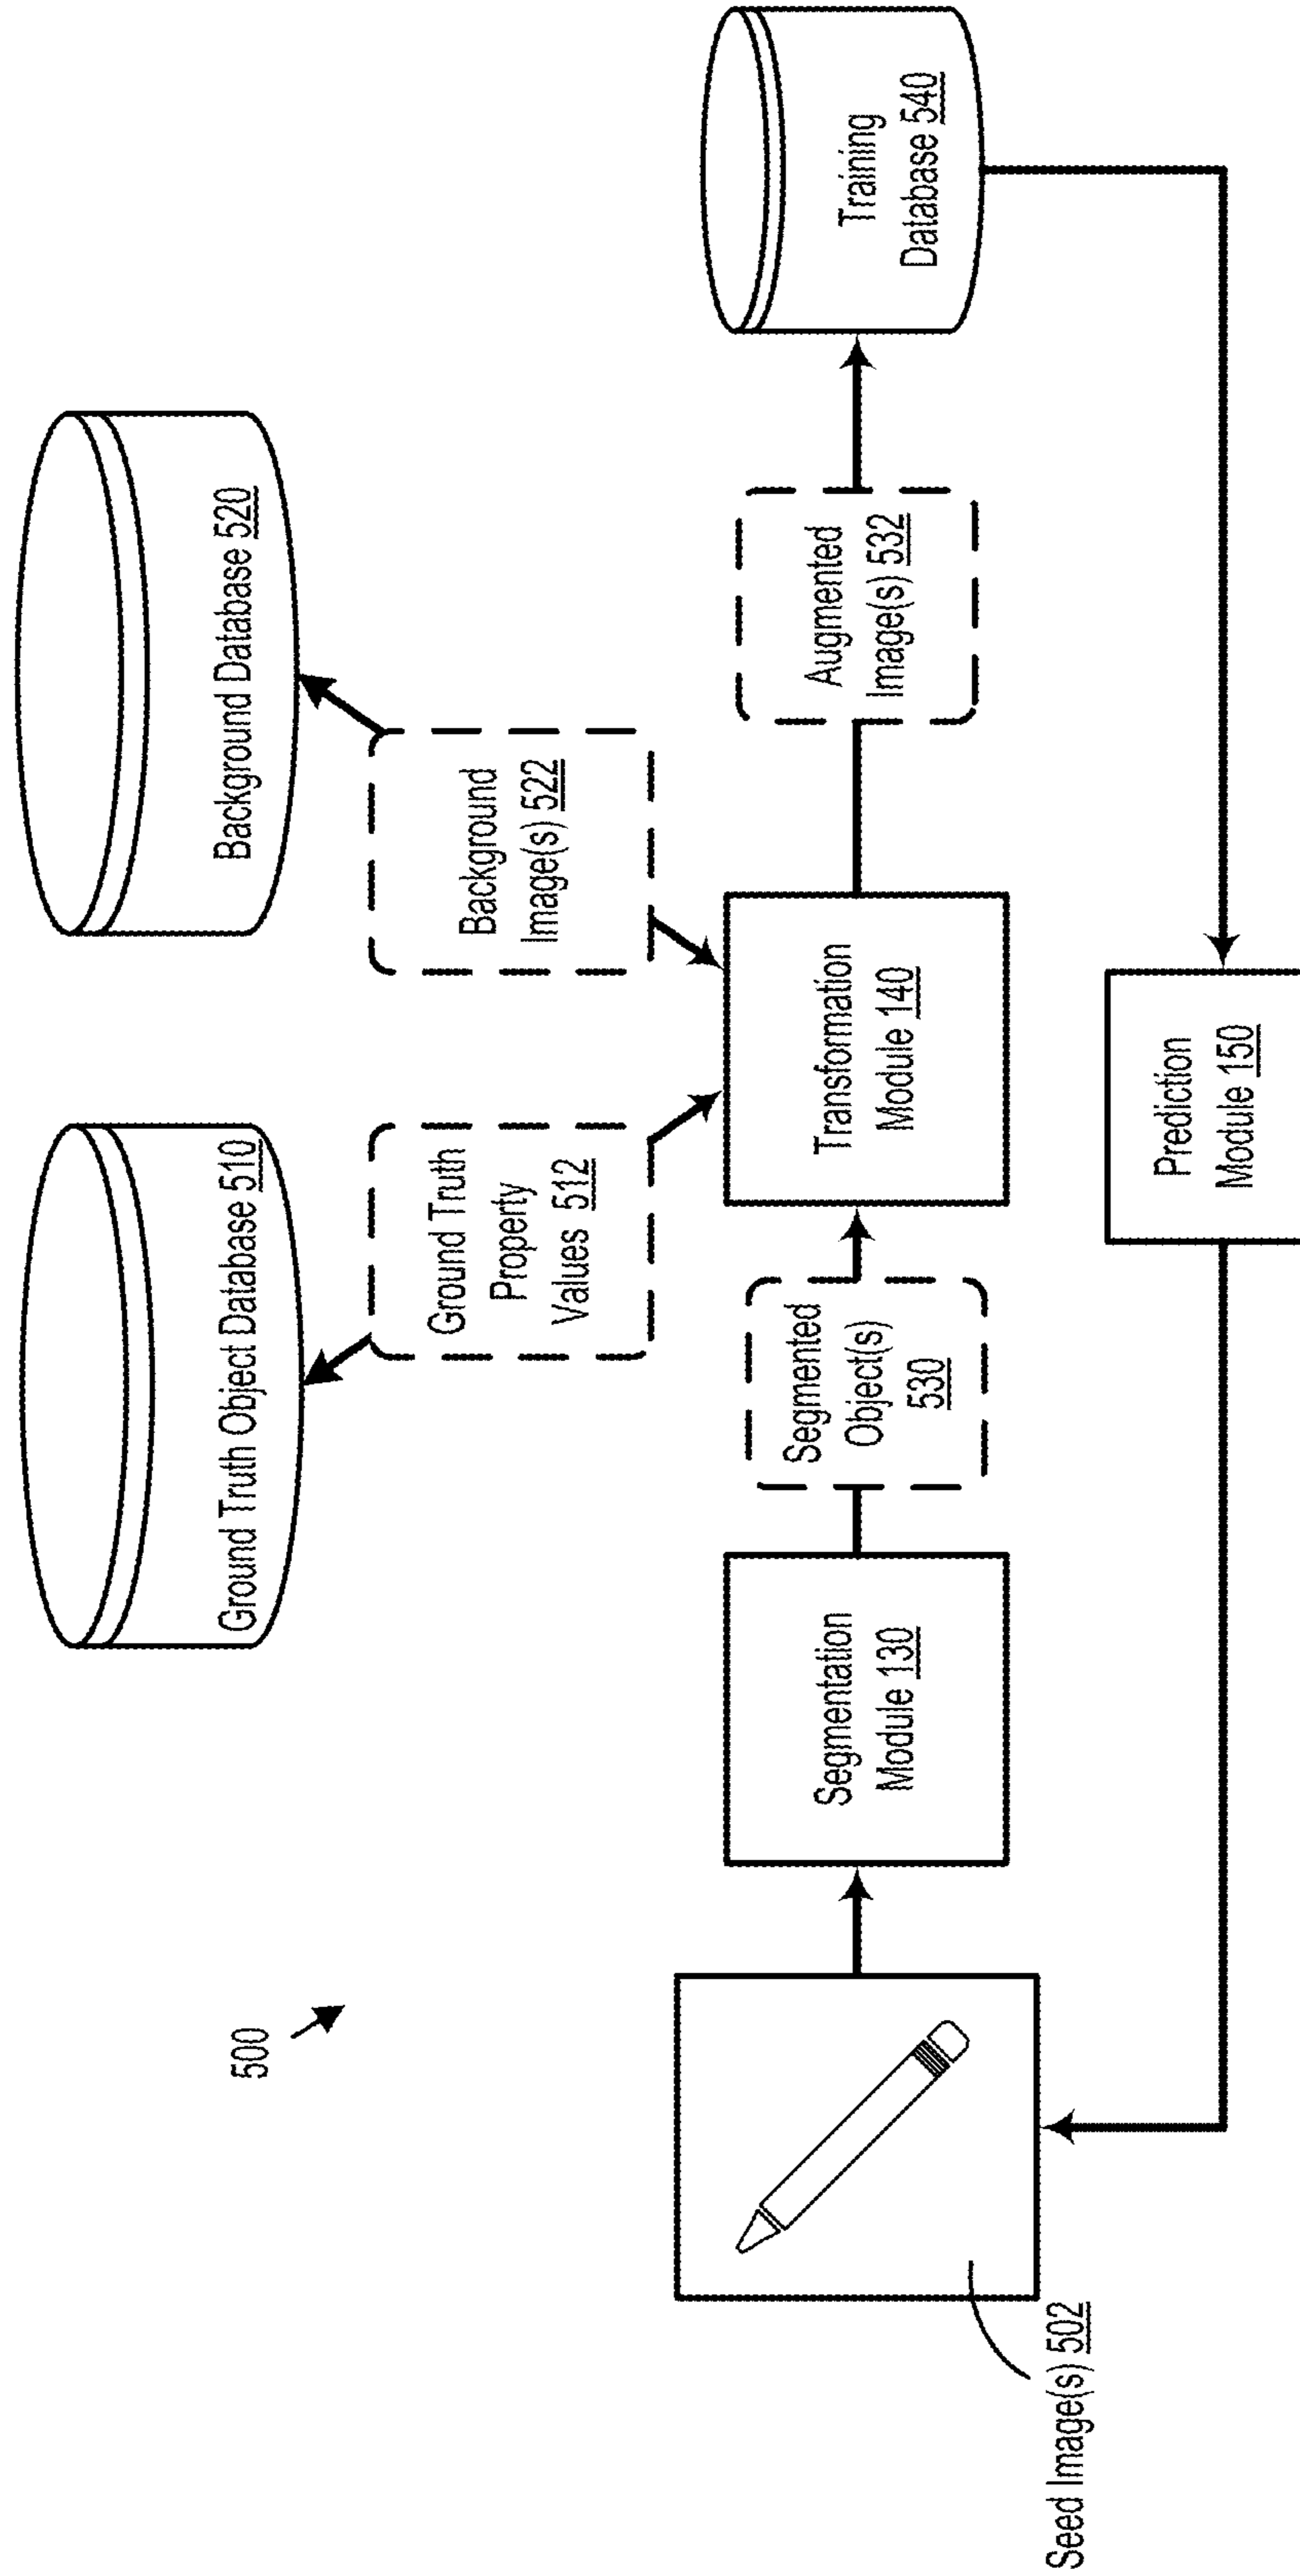 500
Ground Truth Object Database 510
Background Database 520
Ground Truth
Property
Values 512
Background
Image(s) 522
Seed Image(s) 502
Segmentation
Module 130
Segmented
Object(s)
530
Transformation
Module 140
Augmented
Image(s) 532
Training
Database 540
Prediction
Module 150